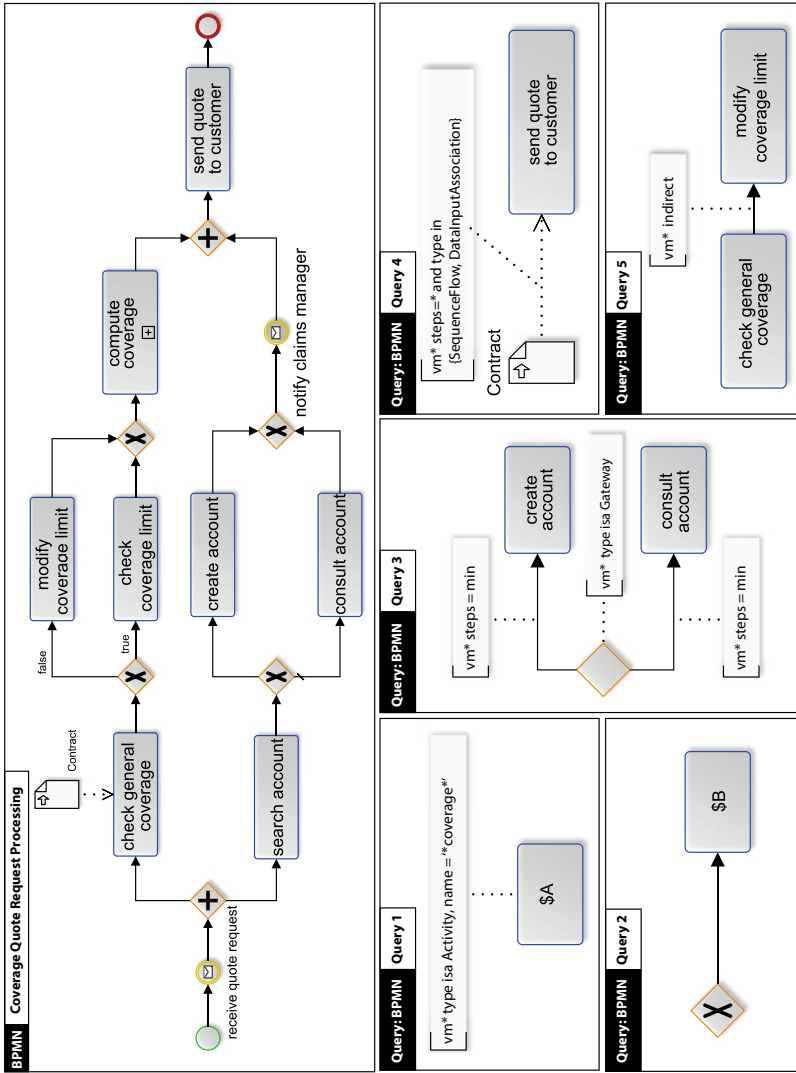 BPMN Coverage Quote Request Processing
receive quote request
Contract
check general
coverage
false
true
modify
coverage limit
check
coverage limit
compute
coverage
search account
create account
consult account
notify claims manager
send quote
to customer
Query: BPMN Query 1
vm* type isa Activity, name = '*coverage*'
$A
Query: BPMN Query 2
$B
Query: BPMN Query 3
vm* steps = min
create
account
vm* type isa Gateway
consult
account
vm* steps = min
Query: BPMN Query 4
vm* steps=* and type in
{SequenceFlow, DataInputAssociation}
Contract
send quote
to customer
Query: BPMN Query 5
vm* indirect
check general
coverage
modify
coverage limit